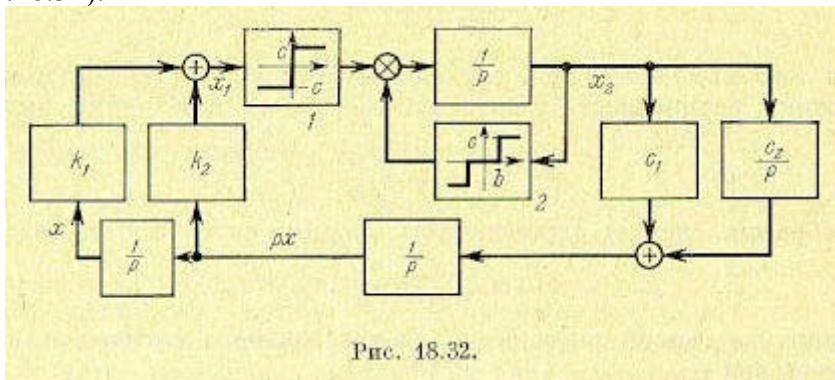 c
-c
x₁
1
1/p
x₂
c
b
2
k₁
k₂
c₁
c₂/p
x
1/p
px
1/p
Рис. 18.32.